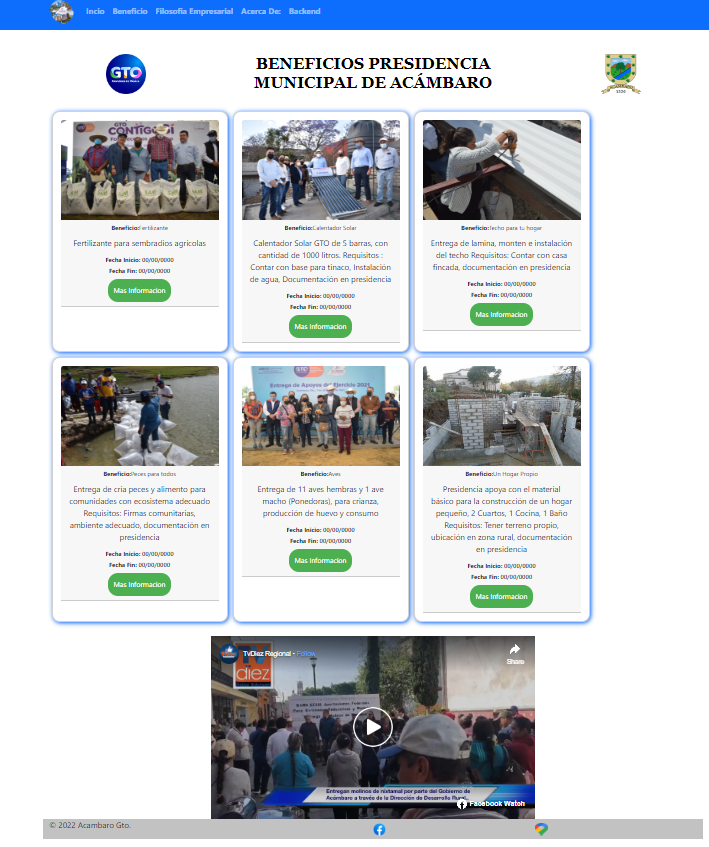 Incio Beneficio Filosofia Empresarial Acerca De: Backend
GTO
BENEFICIOS PRESIDENCIA
MUNICIPAL DE ACÁMBARO
GTO
CONTIGO SÍ
Beneficio:Fertilizante
Fertilizante para sembradios agricolas
Fecha Inicio: 00/00/0000
Fecha Fin: 00/00/0000
Mas Informacion
Beneficio:Calentador Solar
Calentador Solar GTO de 5 barras, con
cantidad de 1000 litros. Requisitos :
Contar con base para tinaco, Instalación
de agua, Documentación en presidencia
Fecha Inicio: 00/00/0000
Fecha Fin: 00/00/0000
Mas Informacion
Beneficio:Techo para tu hogar
Entrega de lamina, monten e instalación
del techo Requisitos: Contar con casa
fincada, documentación en presidencia
Fecha Inicio: 00/00/0000
Fecha Fin: 00/00/0000
Mas Informacion
Beneficio:Peces para todos
Entrega de cria peces y alimento para
comunidades con ecosistema adecuado
Requisitos: Firmas comunitarias,
ambiente adecuado, documentación en
presidencia
Fecha Inicio: 00/00/0000
Fecha Fin: 00/00/0000
Mas Informacion
Entrega de Apoyos del Ejercicio 2021
Beneficio:Aves
Entrega de 11 aves hembras y 1 ave
macho (Ponedoras), para crianza,
producción de huevo y consumo
Fecha Inicio: 00/00/0000
Fecha Fin: 00/00/0000
Mas Informacion
Beneficio:Un Hogar Propio
Presidencia apoya con el material
básico para la construcción de un hogar
pequeño, 2 Cuartos, 1 Cocina, 1 Baño
Requisitos: Tener terreno propio,
ubicación en zona rural, documentación
en presidencia
Fecha Inicio: 00/00/0000
Fecha Fin: 00/00/0000
Mas Informacion
TvDiez Regional · Follow
Share
diez
Entregan molinos de nixtamal por parte del Gobierno de
Acámbaro a través de la Dirección de Desarrollo Rural
Facebook Watch
© 2022 Acambaro Gto.